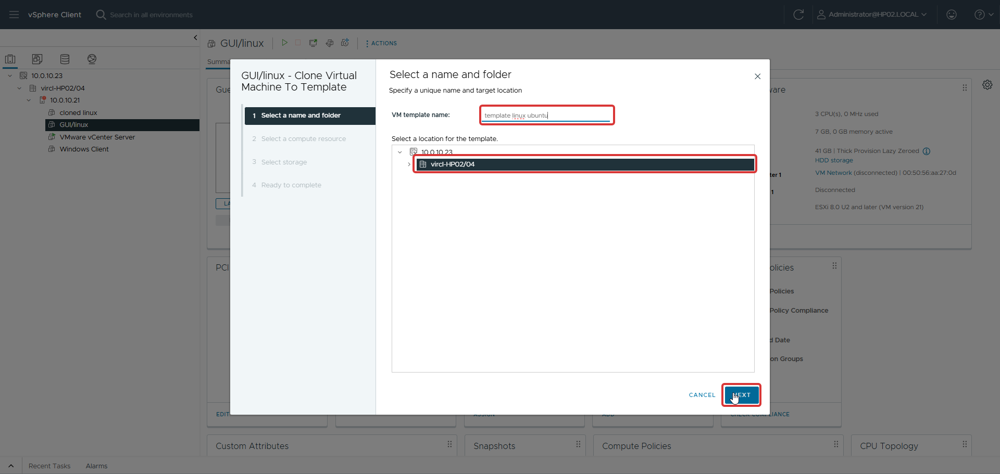 vSphere Client
Search in all environments
Administrator@HP02.LOCAL
GUI/linux
ACTIONS
Summa
10.0.10.23
vircl-HP02/04
10.0.10.21
cloned linux
GUI/linux
VMware vCenter Server
Windows Client
Gue
LA
PCI
EDIT
GUI/linux - Clone Virtual
Machine To Template
1 Select a name and folder
2 Select a compute resource
3 Select storage
4 Ready to complete
Select a name and folder
Specify a unique name and target location
VM template name:
template linux ubuntu
Select a location for the template.
10.0.10.23
vircl-HP02/04
CANCEL
NEXT
ware
3 CPU(s), 0 MHz used
7 GB, 0 GB memory active
41 GB | Thick Provision Lazy Zeroed
HDD storage
ter 1
VM Network (disconnected) | 00:50:56:aa:27:0d
1
Disconnected
ESXi 8.0 U2 and later (VM version 21)
olicies
Policies
Policy Compliance
d Date
on Groups
ASSIGN
ADD
CHECK COMPLIANCE
Custom Attributes
Snapshots
Compute Policies
CPU Topology
Recent Tasks
Alarms